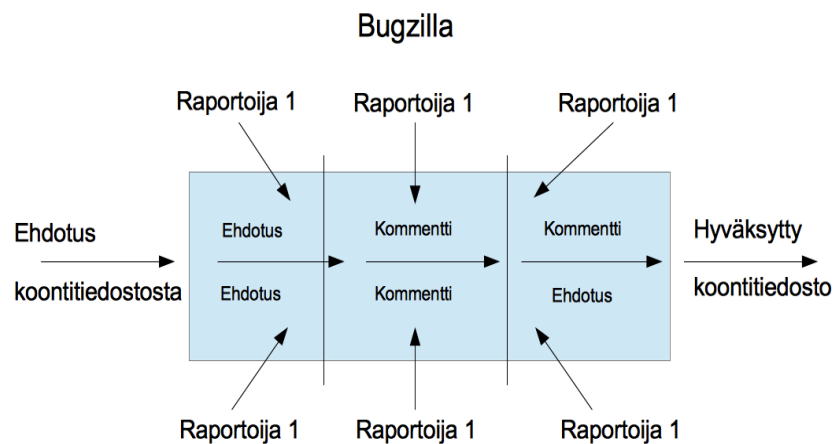 Bugzilla
Raportoija 1
Raportoija 1
Raportoija 1
Ehdotus
koontitiedostosta
Ehdotus
Ehdotus
Kommentti
Kommentti
Kommentti
Ehdotus
Hyväksytty
koontitiedosto
Raportoija 1
Raportoija 1
Raportoija 1